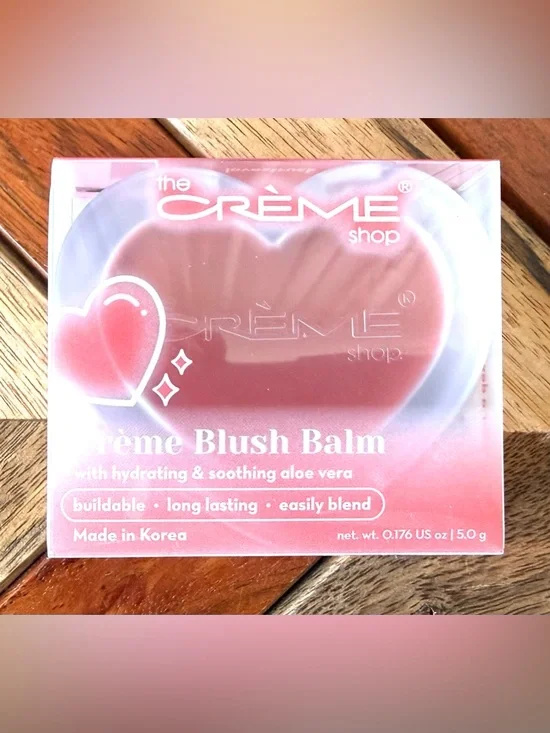 the
CRÈME®
shop
CRÈME®
shop.
Crème Blush Balm
with hydrating & soothing aloe vera
buildable • long lasting • easily blend
Made in Korea
net. wt. 0.176 US oz | 5.0 g